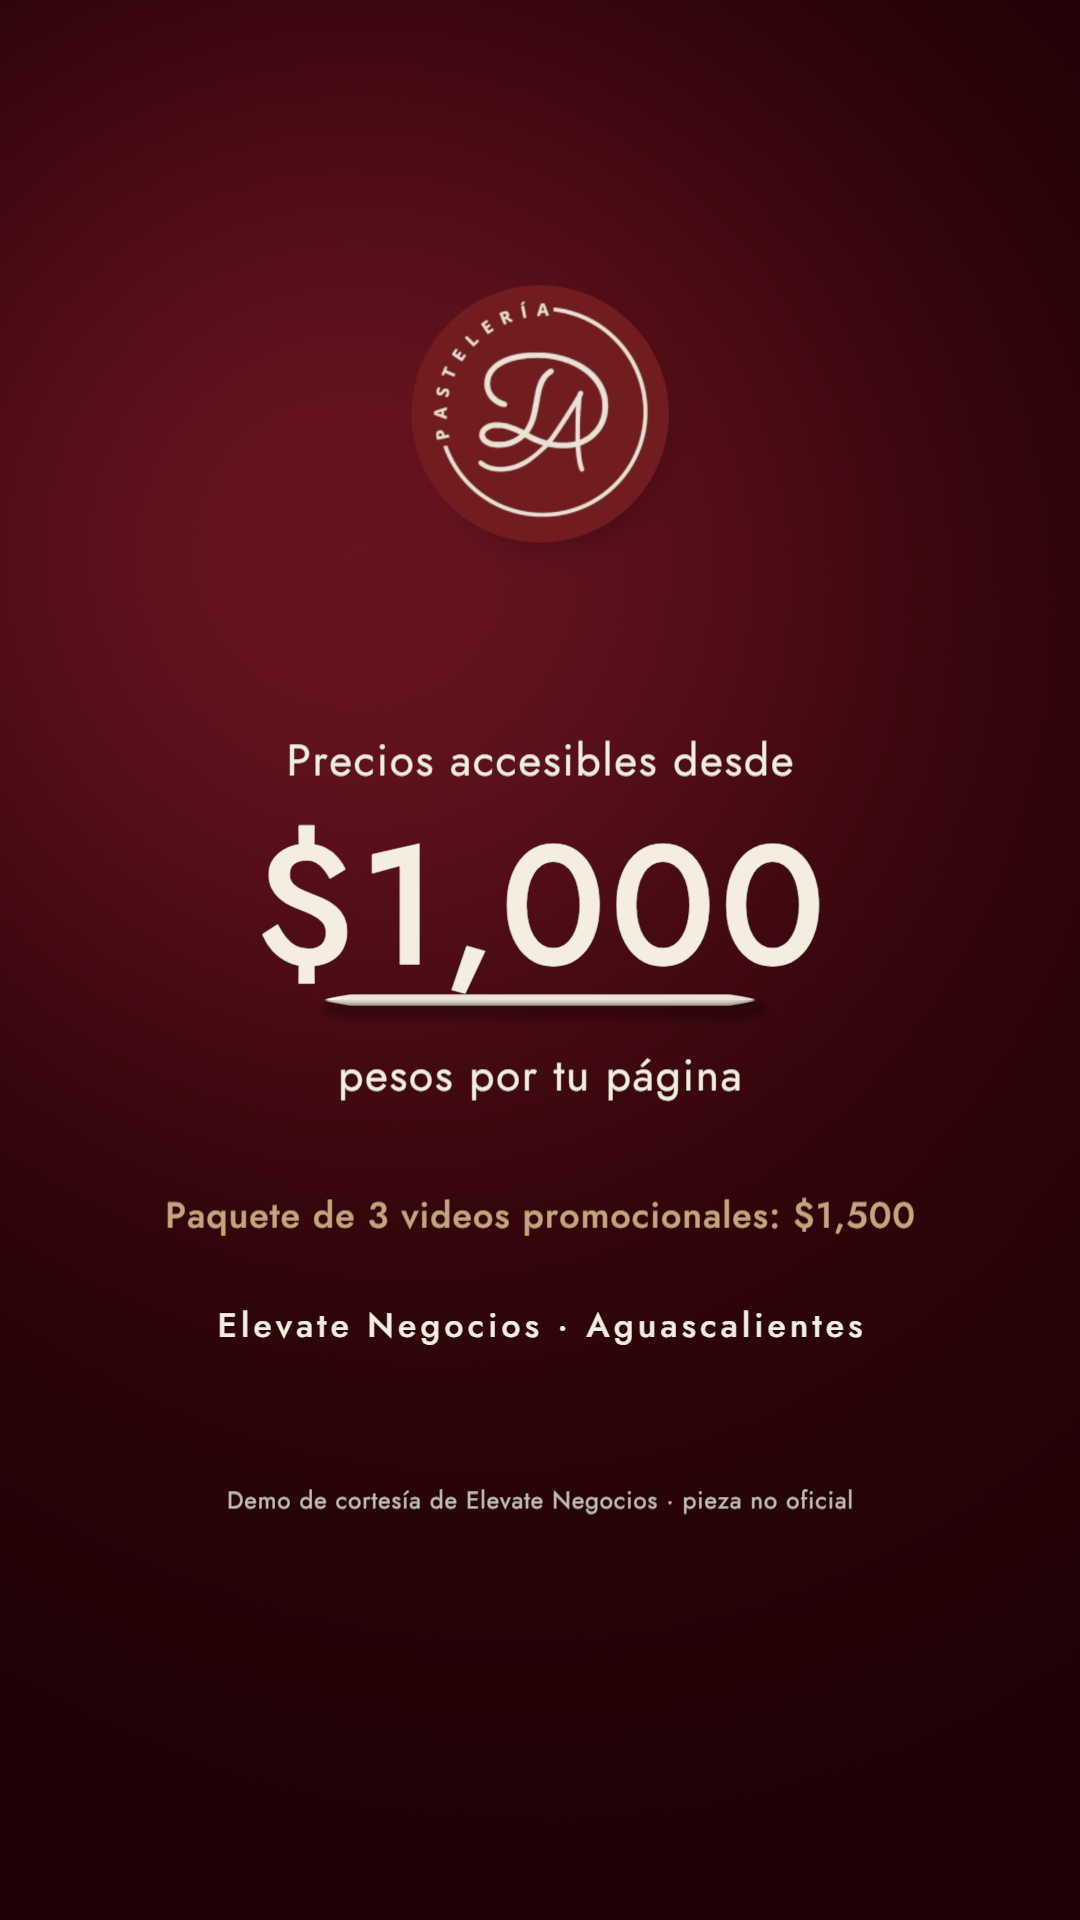 PASTELERÍA
DA
Precios accesibles desde
$1,000
pesos por tu página
Paquete de 3 videos promocionales: $1,500
Elevate Negocios · Aguascalientes
Demo de cortesía de Elevate Negocios · pieza no oficial